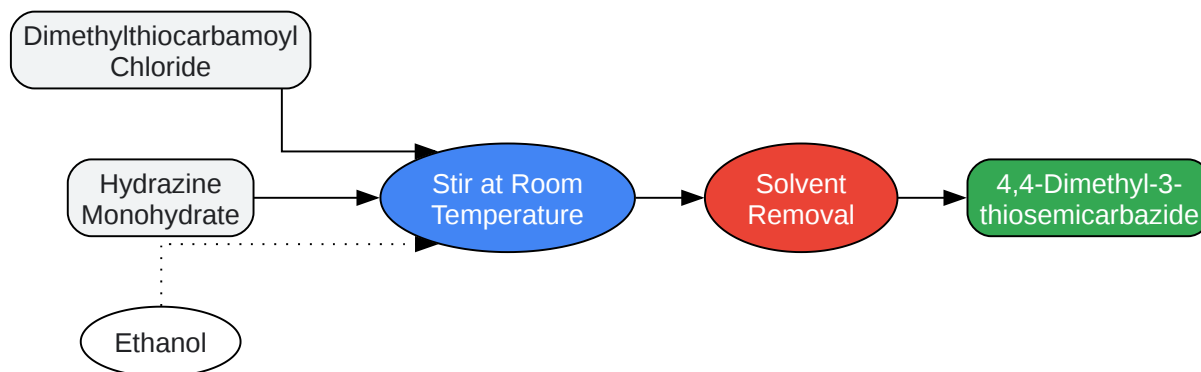 Dimethylthiocarbamoyl
Chloride
Hydrazine
Monohydrate
Stir at Room
Temperature
Solvent
Removal
4,4-Dimethyl-3-
thiosemicarbazide
Ethanol